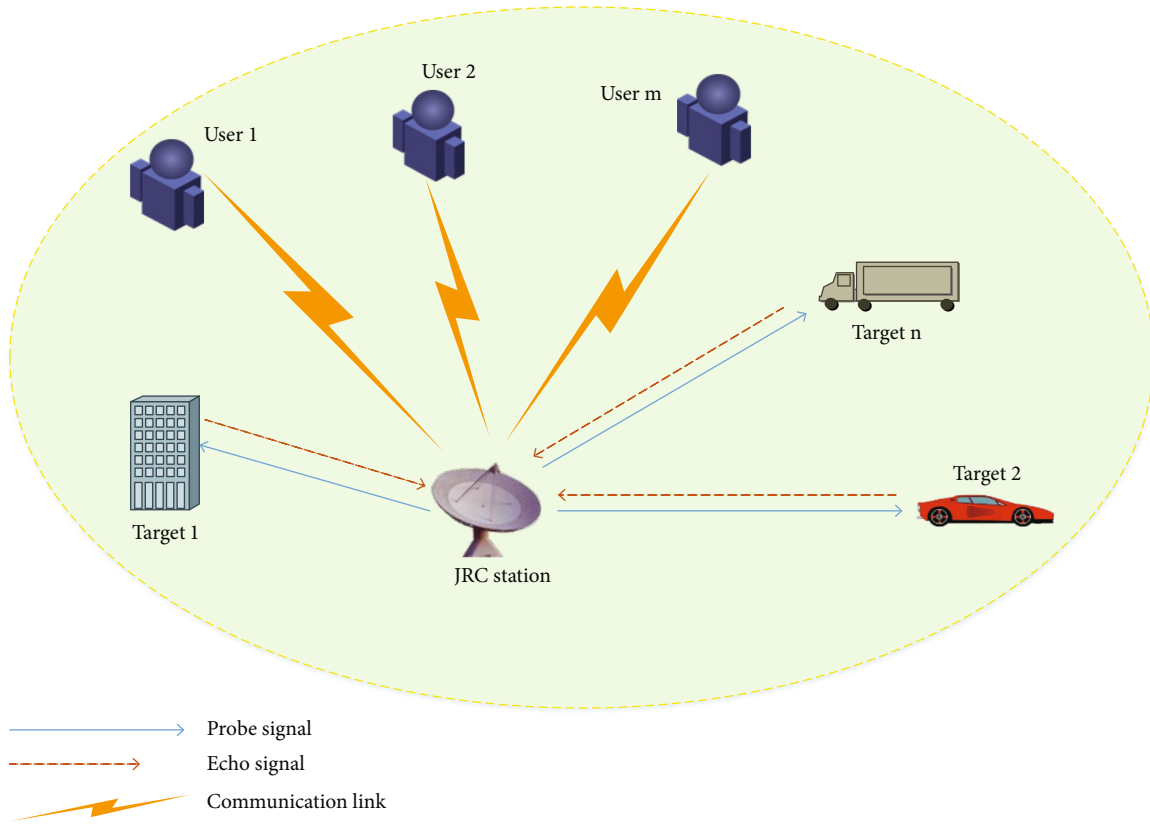 User 2
User m
User 1
Target n
Target 2
Target 1
JRC station
Probe signal
Echo signal
Communication link